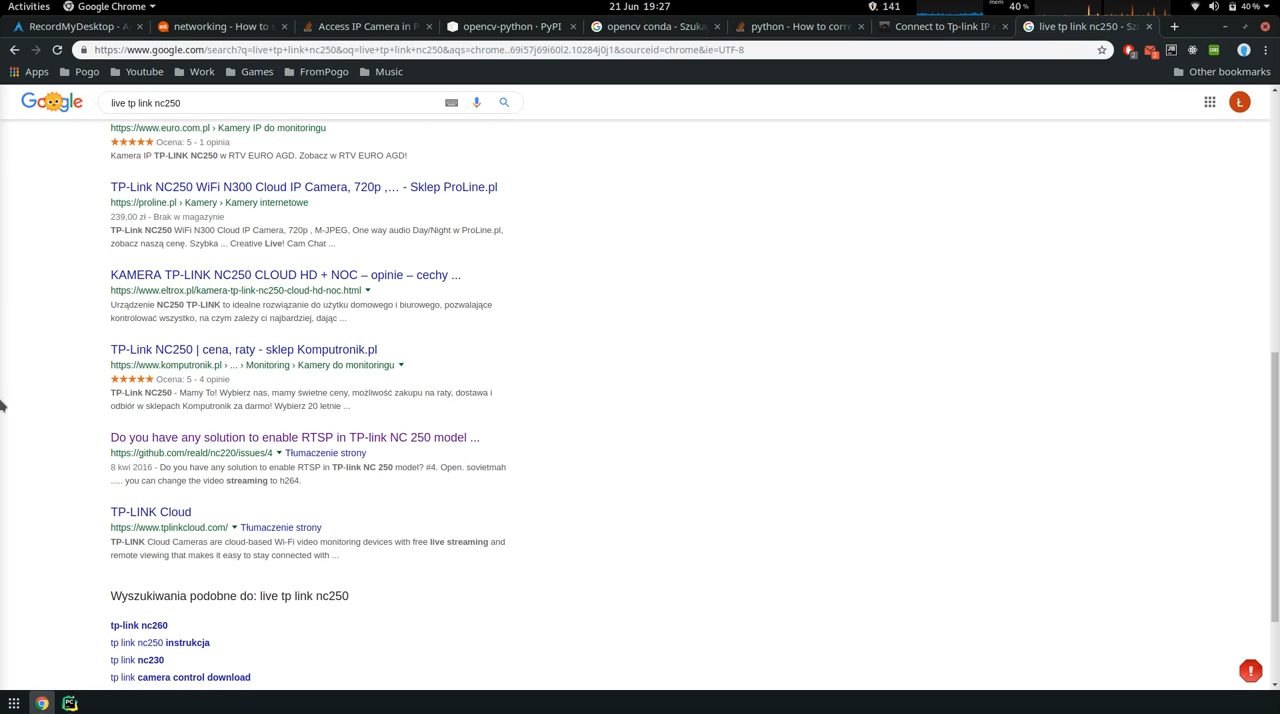 Activities
Google Chrome
21 Jun 19:27
141
mem
40 %
40 %
RecordMyDesktop - A
networking - How to s
Access IP Camera in P
opencv-python · PyPI
opencv conda - Szuka
python - How to corre
Connect to Tp-link IP c
live tp link nc250 - Sz
https://www.google.com/search?q=live+tp+link+nc250&oq=live+tp+link+nc250&aqs=chrome..69i57j69i60l2.10284j0j1&sourceid=chrome&ie=UTF-8
Apps
Pogo
Youtube
Work
Games
FromPogo
Music
Other bookmarks
Google
live tp link nc250
Ł
https://www.euro.com.pl › Kamery IP do monitoringu
Ocena: 5 - 1 opinia
Kamera IP TP-LINK NC250 w RTV EURO AGD. Zobacz w RTV EURO AGD!
TP-Link NC250 WiFi N300 Cloud IP Camera, 720p ,… - Sklep ProLine.pl
https://proline.pl › Kamery › Kamery internetowe
239,00 zł - Brak w magazynie
TP-Link NC250 WiFi N300 Cloud IP Camera, 720p , M-JPEG, One way audio Day/Night w ProLine.pl,
zobacz naszą cenę. Szybka ... Creative Live! Cam Chat ...
KAMERA TP-LINK NC250 CLOUD HD + NOC – opinie – cechy ...
https://www.eltrox.pl/kamera-tp-link-nc250-cloud-hd-noc.html
Urządzenie NC250 TP-LINK to idealne rozwiązanie do użytku domowego i biurowego, pozwalające
kontrolować wszystko, na czym zależy ci najbardziej, dając ...
TP-Link NC250 | cena, raty - sklep Komputronik.pl
https://www.komputronik.pl › ... › Monitoring › Kamery do monitoringu
Ocena: 5 - 4 opinie
TP-Link NC250 - Mamy To! Wybierz nas, mamy świetne ceny, możliwość zakupu na raty, dostawa i
odbiór w sklepach Komputronik za darmo! Wybierz 20 letnie ...
Do you have any solution to enable RTSP in TP-link NC 250 model ...
https://github.com/reald/nc220/issues/4 Tłumaczenie strony
8 kwi 2016 - Do you have any solution to enable RTSP in TP-link NC 250 model? #4. Open. sovietmah
..... you can change the video streaming to h264.
TP-LINK Cloud
https://www.tplinkcloud.com/ Tłumaczenie strony
TP-LINK Cloud Cameras are cloud-based Wi-Fi video monitoring devices with free live streaming and
remote viewing that makes it easy to stay connected with ...
Wyszukiwania podobne do: live tp link nc250
tp-link nc260
tp link nc250 instrukcja
tp link nc230
tp link camera control download